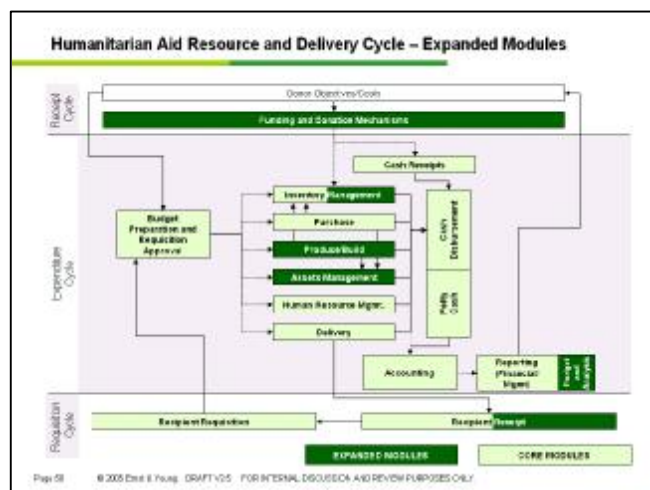 Humanitarian Aid Resource and Delivery Cycle – Expanded Modules
Receipt
Cycle
Donor Objectives/Goals
Funding and Donation Mechanisms
Cash Receipts
Expenditure
Cycle
Budget
Preparation and
Requisition
Approval
Inventory Management
Purchase
Produce/Build
Assets Management
Human Resource Mgmt.
Delivery
Cash
Disbursement
Petty
Cash
Accounting
Reporting
(Financial
Mgmt)
Budget
and
Analysis
Requisition
Cycle
Recipient Requisition
Recipient Receipt
EXPANDED MODULES
CORE MODULES
© 2005 Ernst & Young DRAFT V2.5 FOR INTERNAL DISCUSSION AND REVIEW PURPOSES ONLY